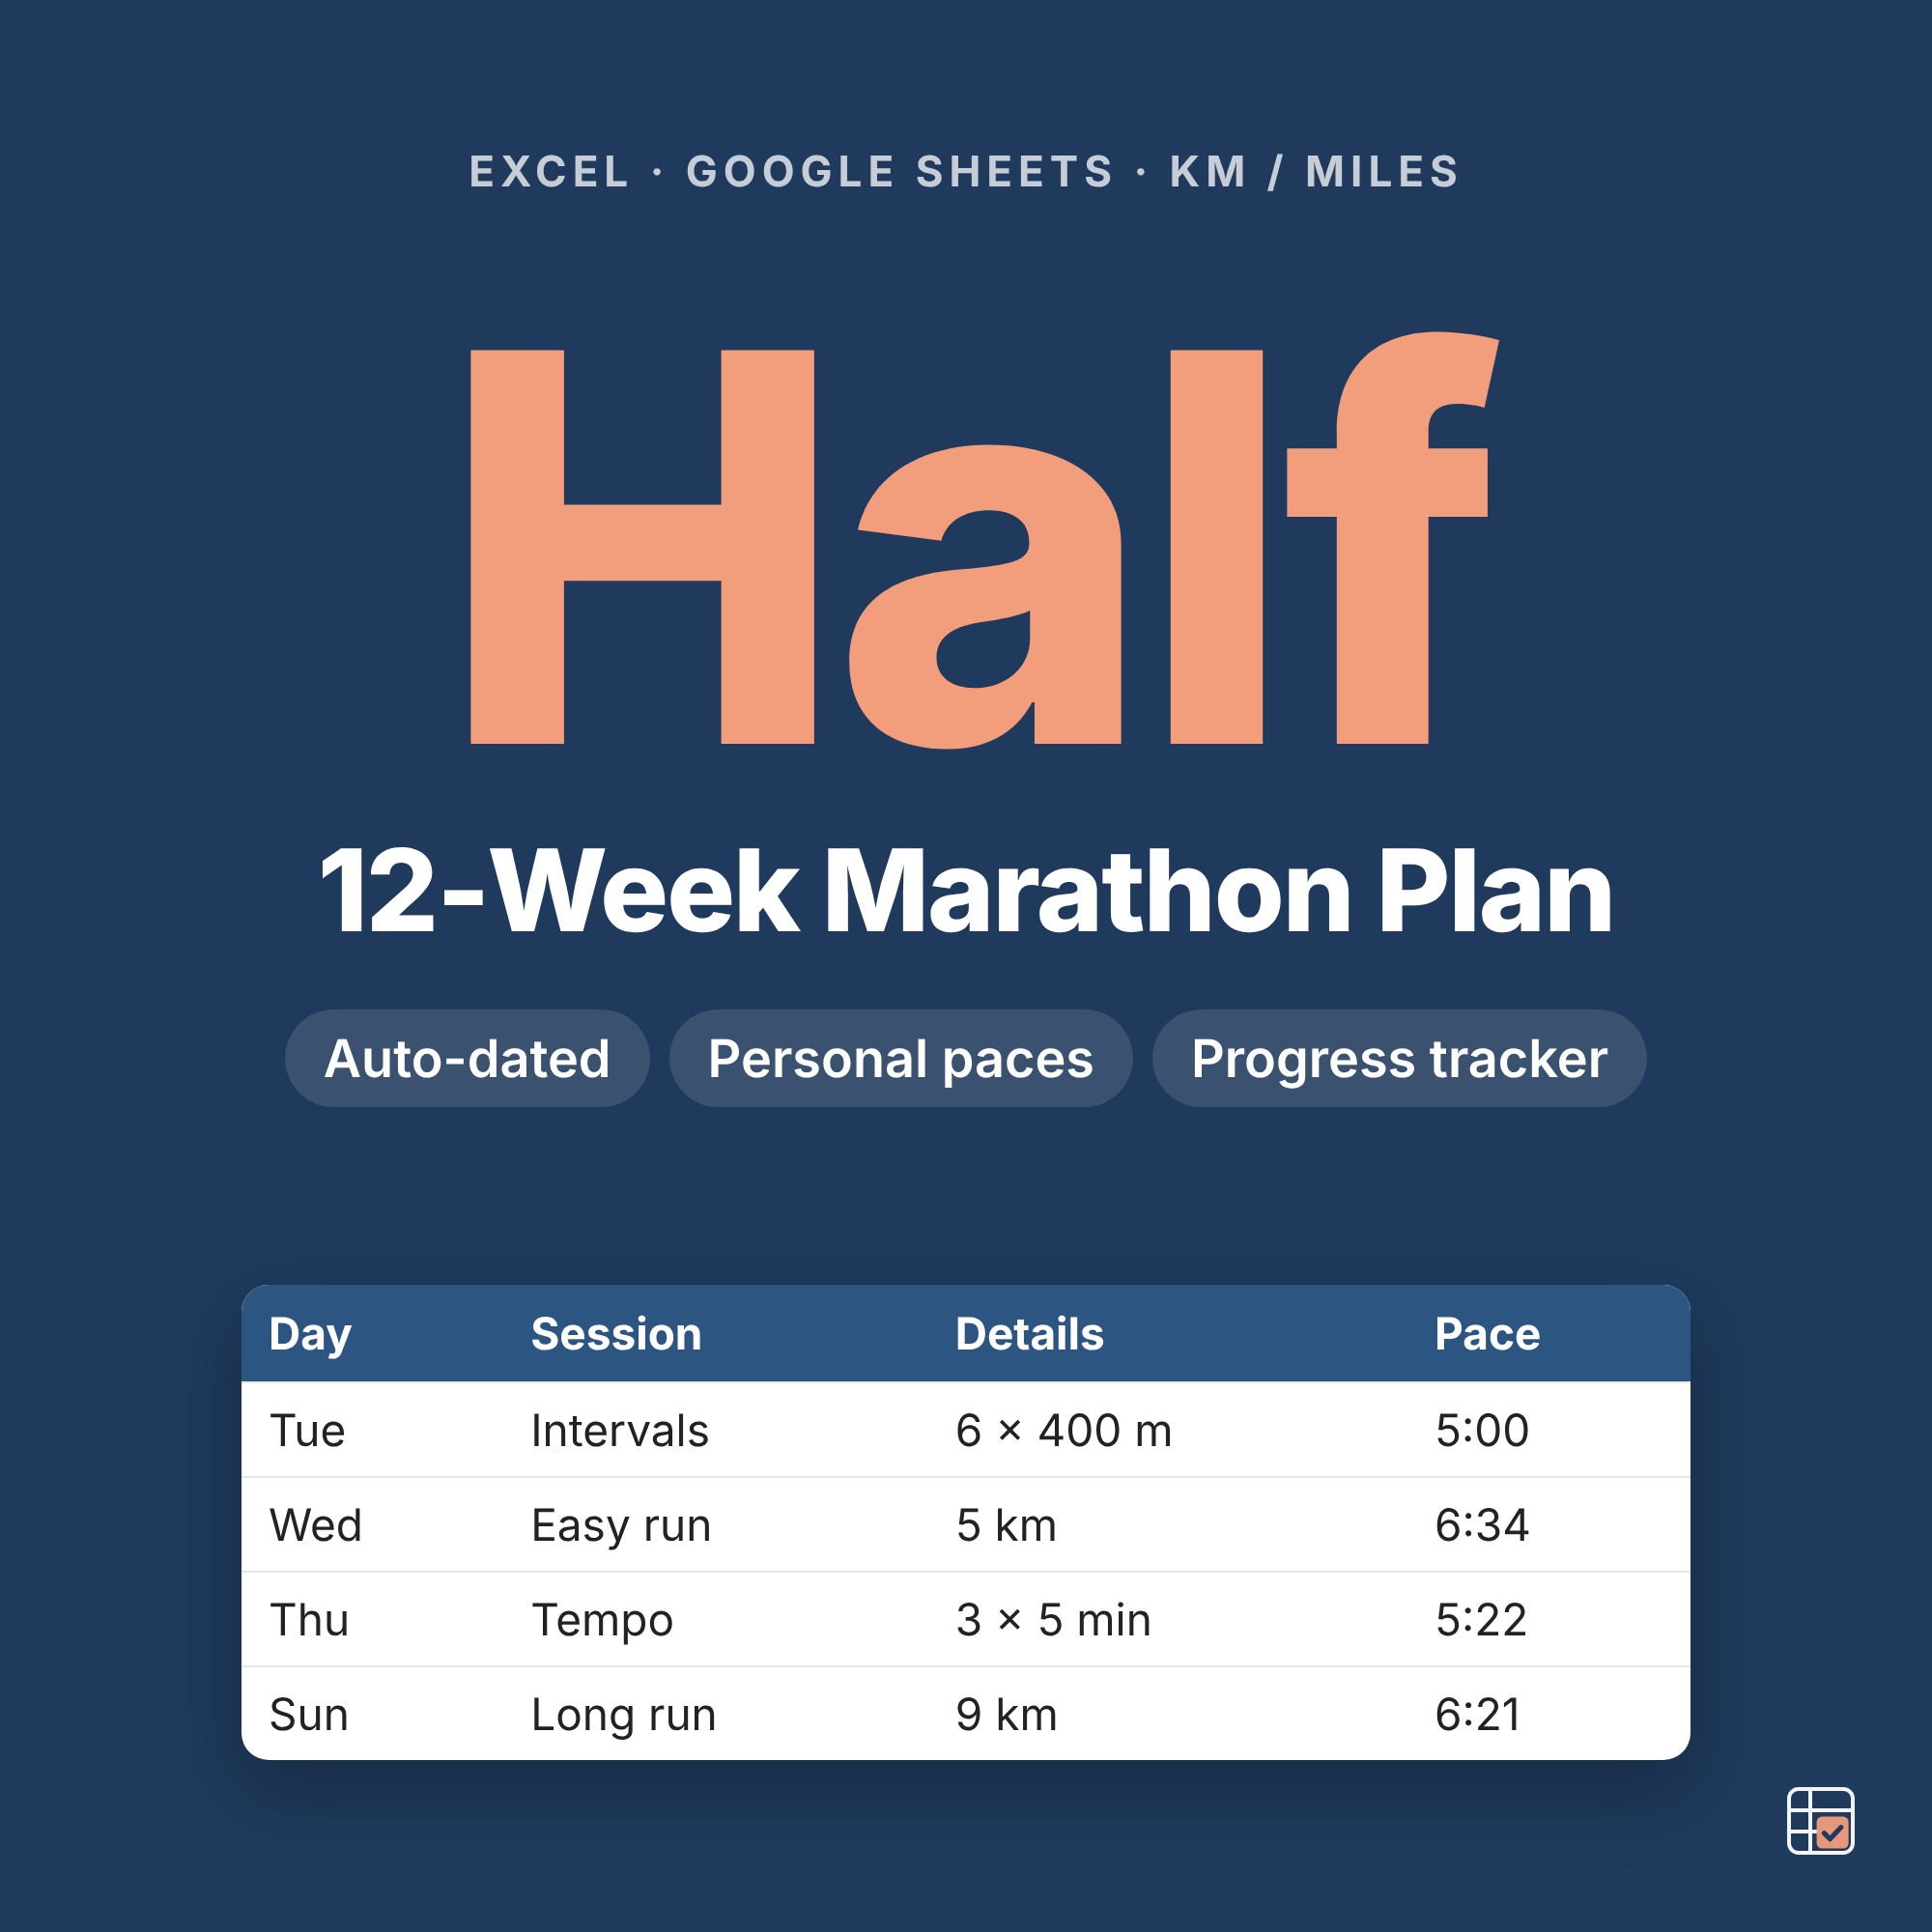 EXCEL · GOOGLE SHEETS · KM / MILES
Half
12-Week Marathon Plan
Auto-dated Personal paces Progress tracker
Day Session Details Pace
Tue Intervals 6 × 400 m 5:00
Wed Easy run 5 km 6:34
Thu Tempo 3 × 5 min 5:22
Sun Long run 9 km 6:21